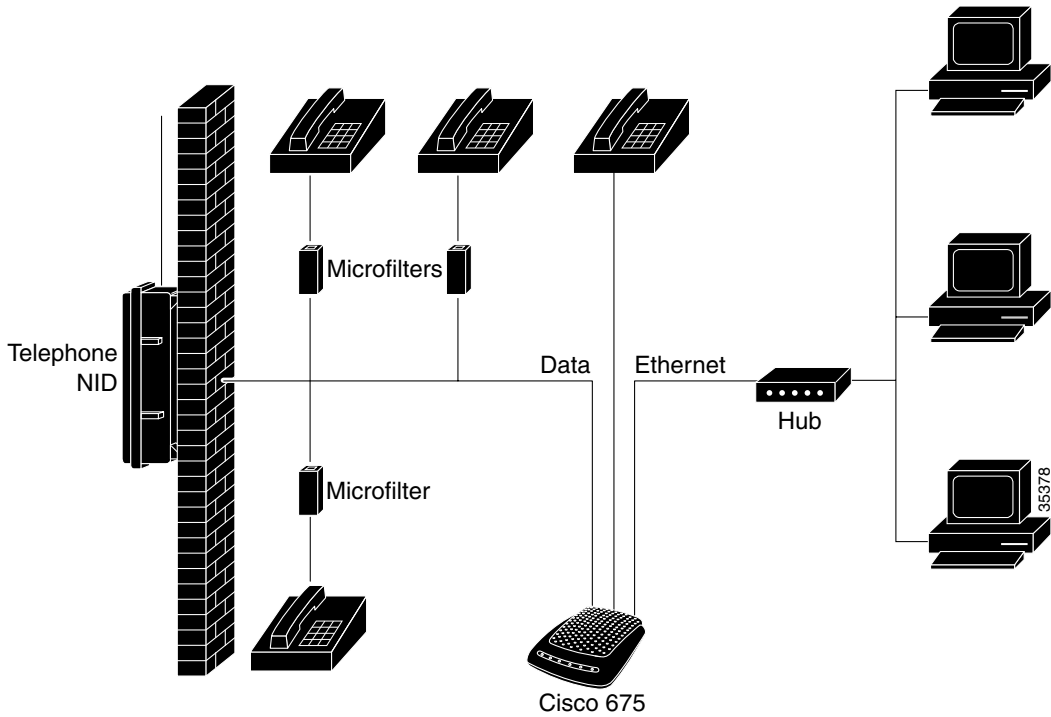 Microfilters
Telephone
NID
Data
Ethernet
Hub
Microfilter
35378
Cisco 675